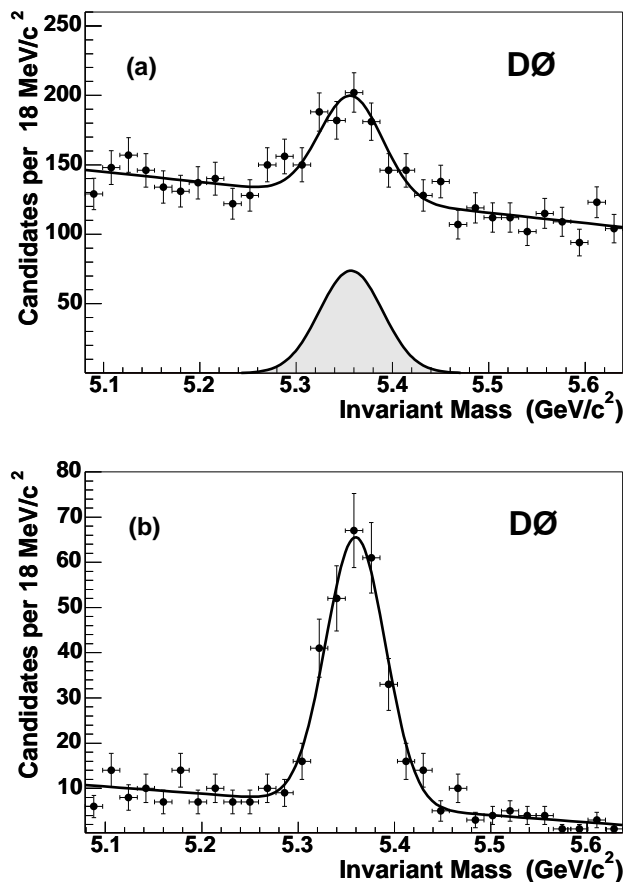 Candidates per 18 MeV/c²
250
200
150
100
50
(a)
DØ
5.1 5.2 5.3 5.4 5.5 5.6
Invariant Mass (GeV/c²)
Candidates per 18 MeV/c²
80
70
60
50
40
30
20
10
(b)
DØ
5.1 5.2 5.3 5.4 5.5 5.6
Invariant Mass (GeV/c²)